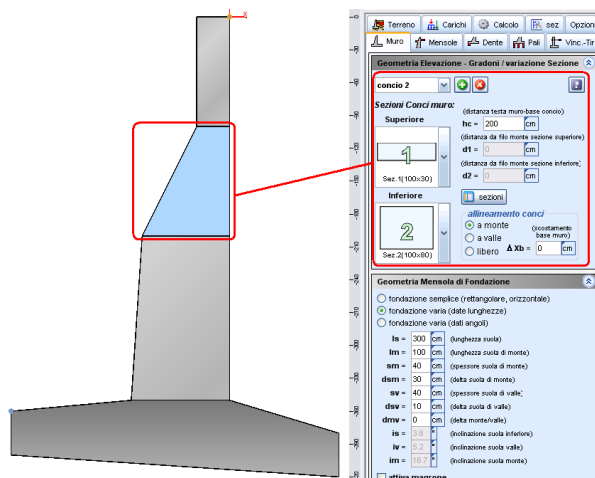 x
Terreno Carichi Calcolo sez Opzioni
Muro Mensole Dente Pali Vinc.-Tir
Geometria Elevazione - Gradoni / variazione Sezione
concio 2
Sezioni Conci muro:
Superiore
1
Sez.1(100x30)
Inferiore
2
Sez.2(100x80)
(distanza testa muro-base concio)
hc = 200 cm
(distanza da filo monte sezione superiore)
d1 = 0 cm
(distanza da filo monte sezione inferiore)
d2 = 0 cm
sezioni
allineamento conci
a monte
a valle
libero
(scostamento base muro)
Δ Xb = 0 cm
Geometria Mensola di Fondazione
fondazione semplice (rettangolare, orizzontale)
fondazione varia (date lunghezze)
fondazione varia (dati angoli)
ls = 300 cm (lunghezza suola)
lm = 100 cm (lunghezza suola di monte)
sm = 40 cm (spessore suola di monte)
dsm = 30 cm (delta suola di monte)
sv = 40 cm (spessore suola di valle)
dsv = 10 cm (delta suola di valle)
dmv = 0 cm (delta monte/valle)
is = 3.8 ° (inclinazione suola inferiore)
iv = 5.2 ° (inclinazione suola valle)
im = 16.7 ° (inclinazione suola monte)
attiva magrone